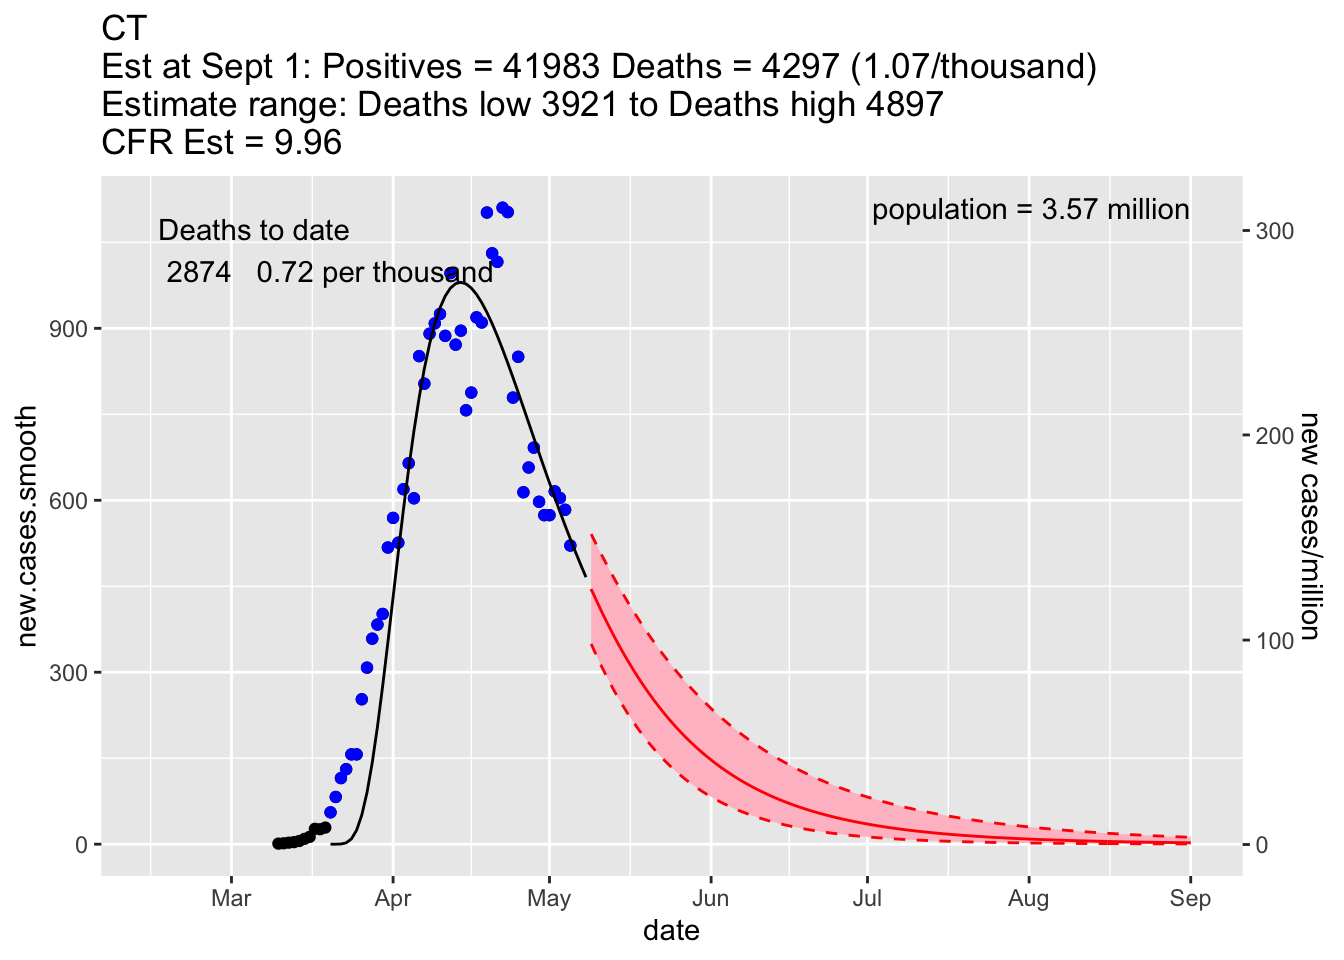 CT
Est at Sept 1: Positives = 41983 Deaths = 4297 (1.07/thousand)
Estimate range: Deaths low 3921 to Deaths high 4897
CFR Est = 9.96
Deaths to date
2874 0.72 per thousand
population = 3.57 million
new.cases.smooth
900
600
300
0
300
200
100
0
new cases/million
Mar Apr May Jun Jul Aug Sep
date